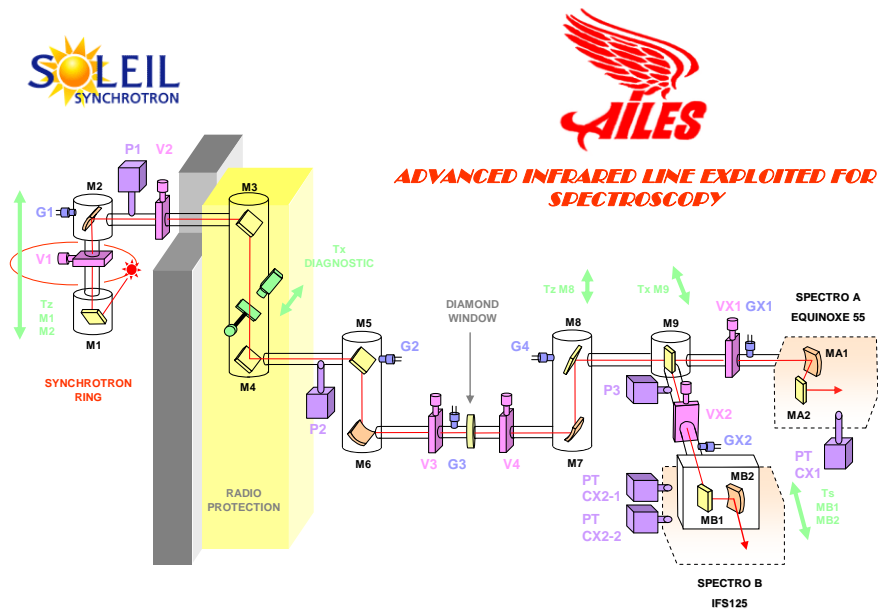 SOLEIL
SYNCHROTRON
AILES
ADVANCED INFRARED LINE EXPLOITED FOR
SPECTROSCOPY
P1
V2
M2
M3
G1
V1
Tz
M1
M2
M1
SYNCHROTRON
RING
Tx
DIAGNOSTIC
M4
RADIO
PROTECTION
P2
M5
G2
M6
DIAMOND
WINDOW
V3
G3
V4
G4
M8
Tz M8
M7
Tx M9
M9
P3
VX1
GX1
VX2
GX2
SPECTRO A
EQUINOXE 55
MA1
MA2
PT
CX1
PT
CX2-1
PT
CX2-2
MB2
MB1
Ts
MB1
MB2
SPECTRO B
IFS125